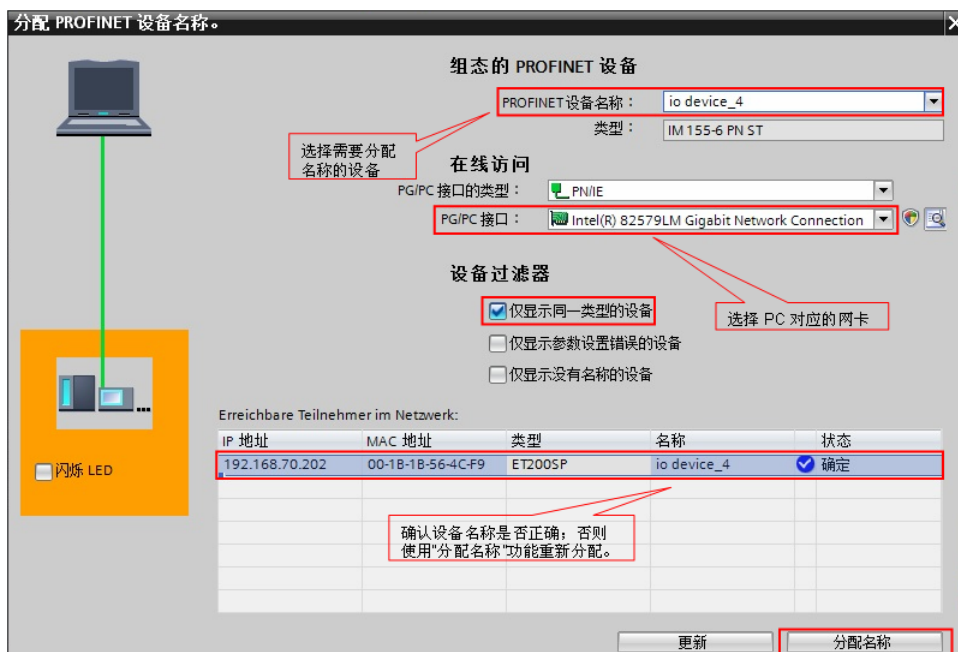 分配 PROFINET 设备名称。
组态的 PROFINET 设备
PROFINET设备名称： io device_4
类型： IM 155-6 PN ST
选择需要分配
名称的设备
在线访问
PG/PC 接口的类型： PN/IE
PG/PC 接口： Intel(R) 82579LM Gigabit Network Connection
设备过滤器
仅显示同一类型的设备
选择 PC 对应的网卡
仅显示参数设置错误的设备
仅显示没有名称的设备
闪烁 LED
Erreichbare Teilnehmer im Netzwerk:
IP 地址 MAC 地址 类型 名称 状态
192.168.70.202 00-1B-1B-56-4C-F9 ET200SP io device_4 确定
确认设备名称是否正确；否则
使用"分配名称"功能重新分配。
更新 分配名称